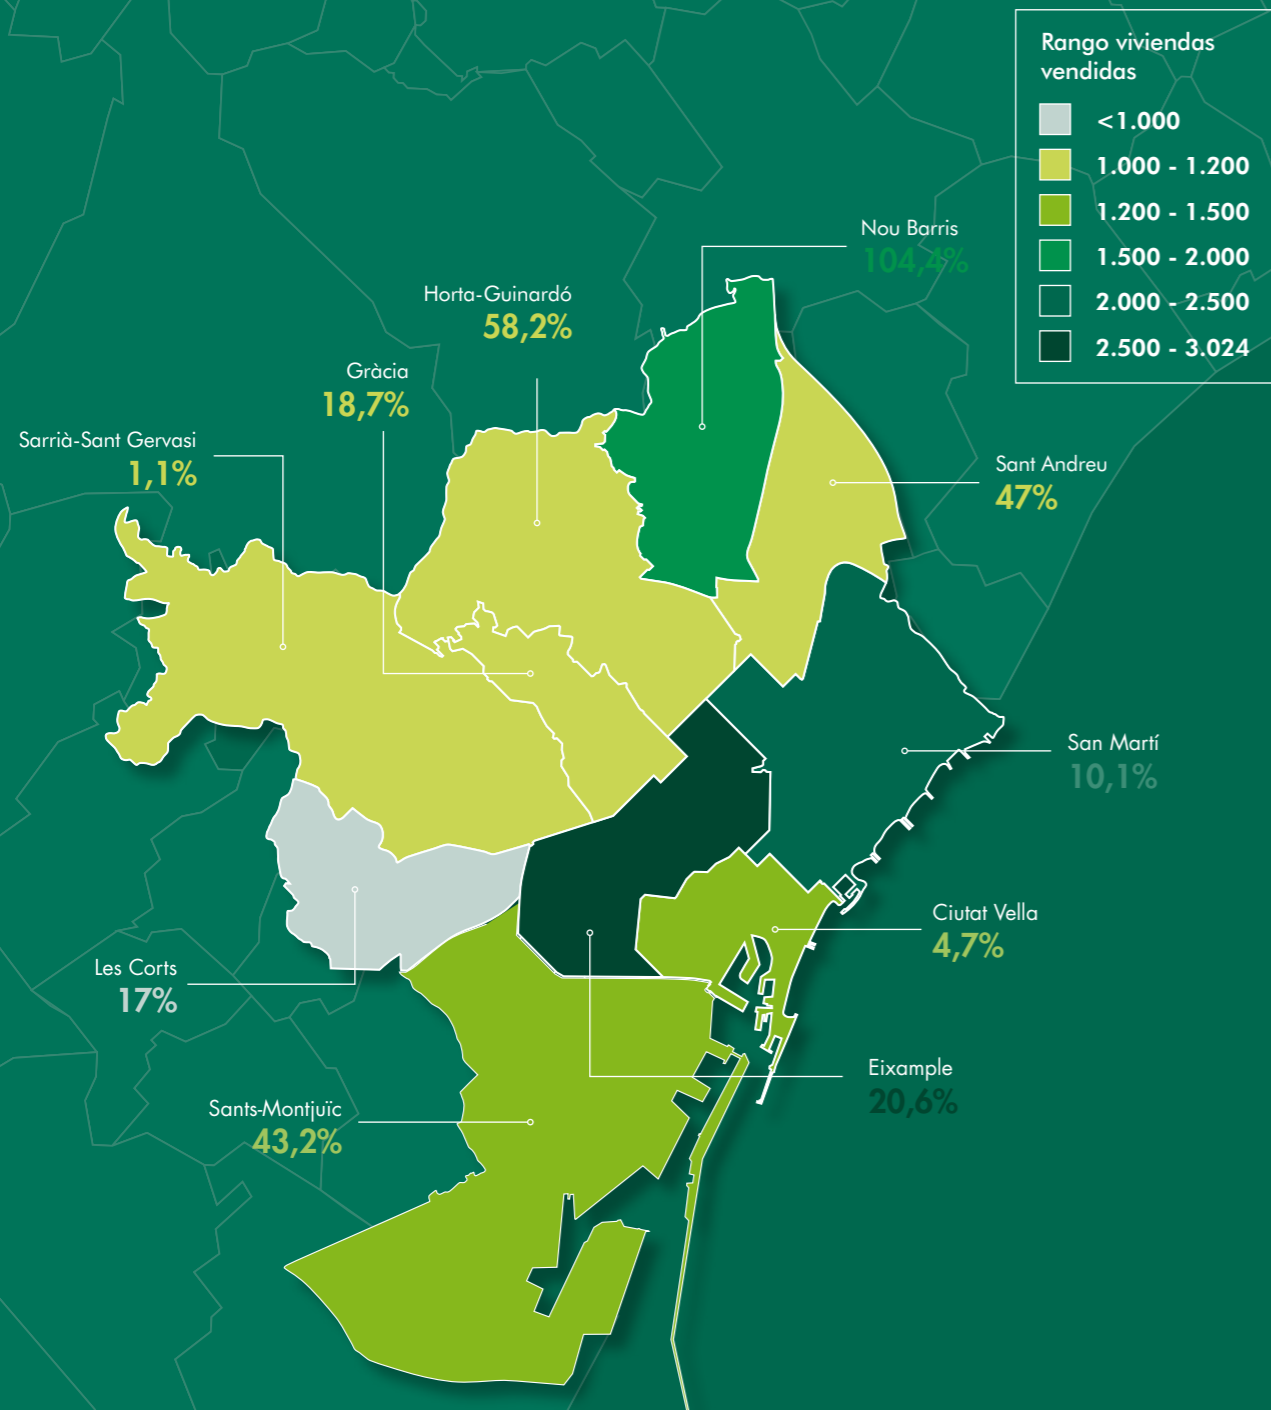 Rango viviendas
vendidas
<1.000
1.000 - 1.200
1.200 - 1.500
1.500 - 2.000
2.000 - 2.500
2.500 - 3.024
Nou Barris
104,4%
Horta-Guinardó
58,2%
Gràcia
18,7%
Sarrià-Sant Gervasi
1,1%
Sant Andreu
47%
San Martí
10,1%
Ciutat Vella
4,7%
Les Corts
17%
Eixample
20,6%
Sants-Montjuïc
43,2%